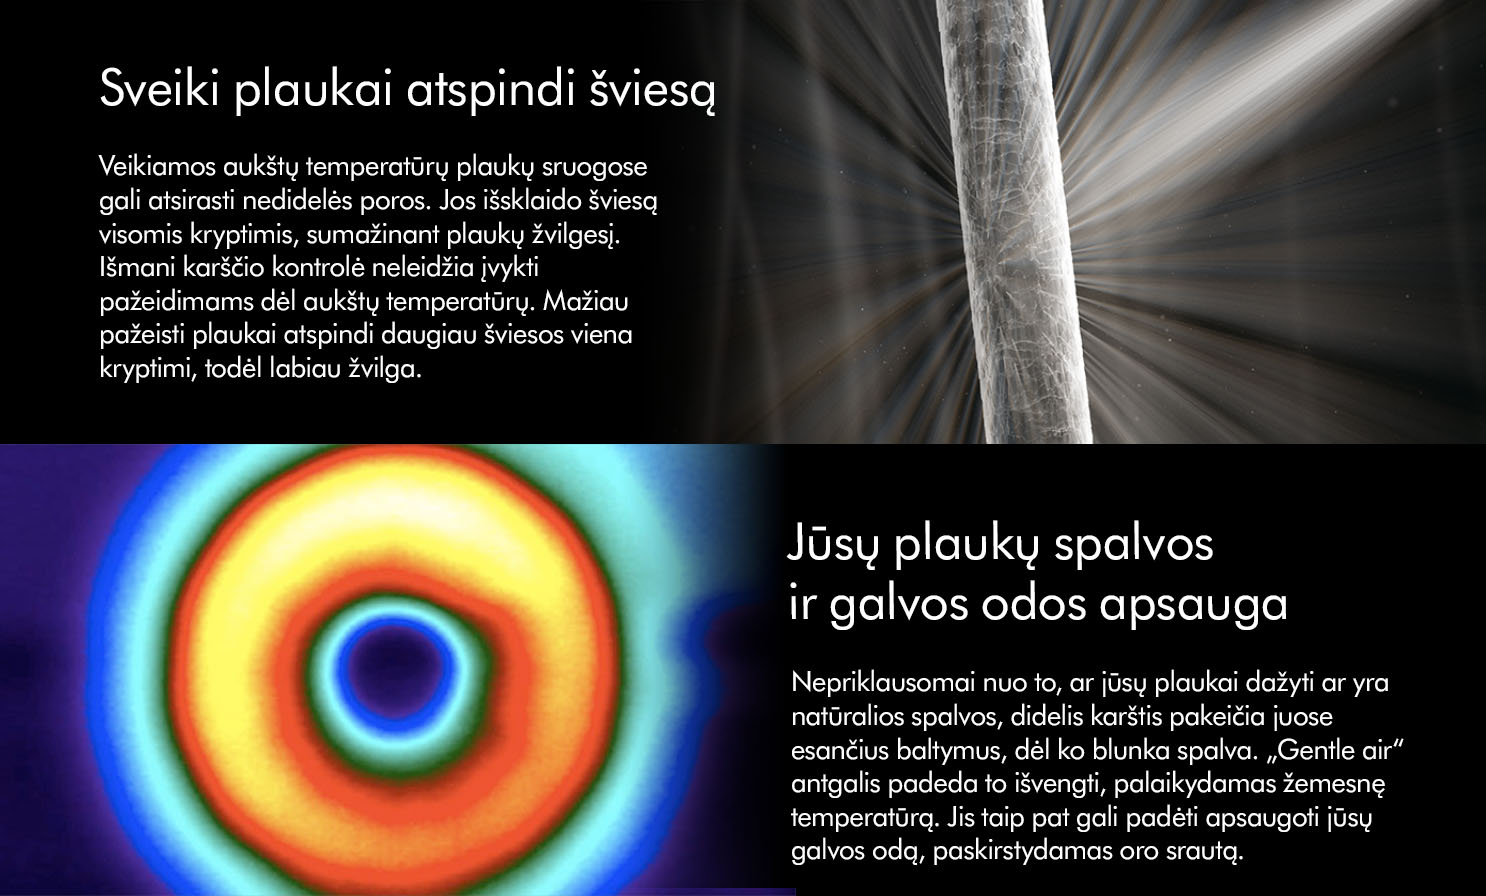 Sveiki plaukai atspindi šviesą
Veikiamos aukštų temperatūrų plaukų sruogose
gali atsirasti nedidelės poros. Jos išsklaido šviesą
visomis kryptimis, sumažinant plaukų žvilgesį.
Išmani karščio kontrolė neleidžia įvykti
pažeidimams dėl aukštų temperatūrų. Mažiau
pažeisti plaukai atspindi daugiau šviesos viena
kryptimi, todėl labiau žvilga.
Jūsų plaukų spalvos
ir galvos odos apsauga
Nepriklausomai nuo to, ar jūsų plaukai dažyti ar yra
natūralios spalvos, didelis karštis pakeičia juose
esančius baltymus, dėl ko blunka spalva. „Gentle air“
antgalis padeda to išvengti, palaikydamas žemesnę
temperatūrą. Jis taip pat gali padėti apsaugoti jūsų
galvos odą, paskirstydamas oro srautą.